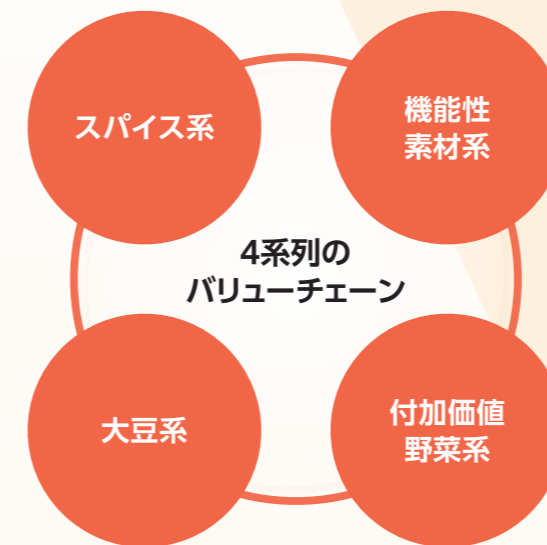 スパイス系
機能性
素材系
4系列の
バリューチェーン
大豆系
付加価値
野菜系